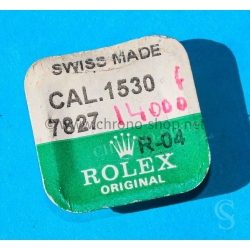 SWISS MADE
CAL.1530
7827 14000
R-04
ROLEX
ORIGINAL